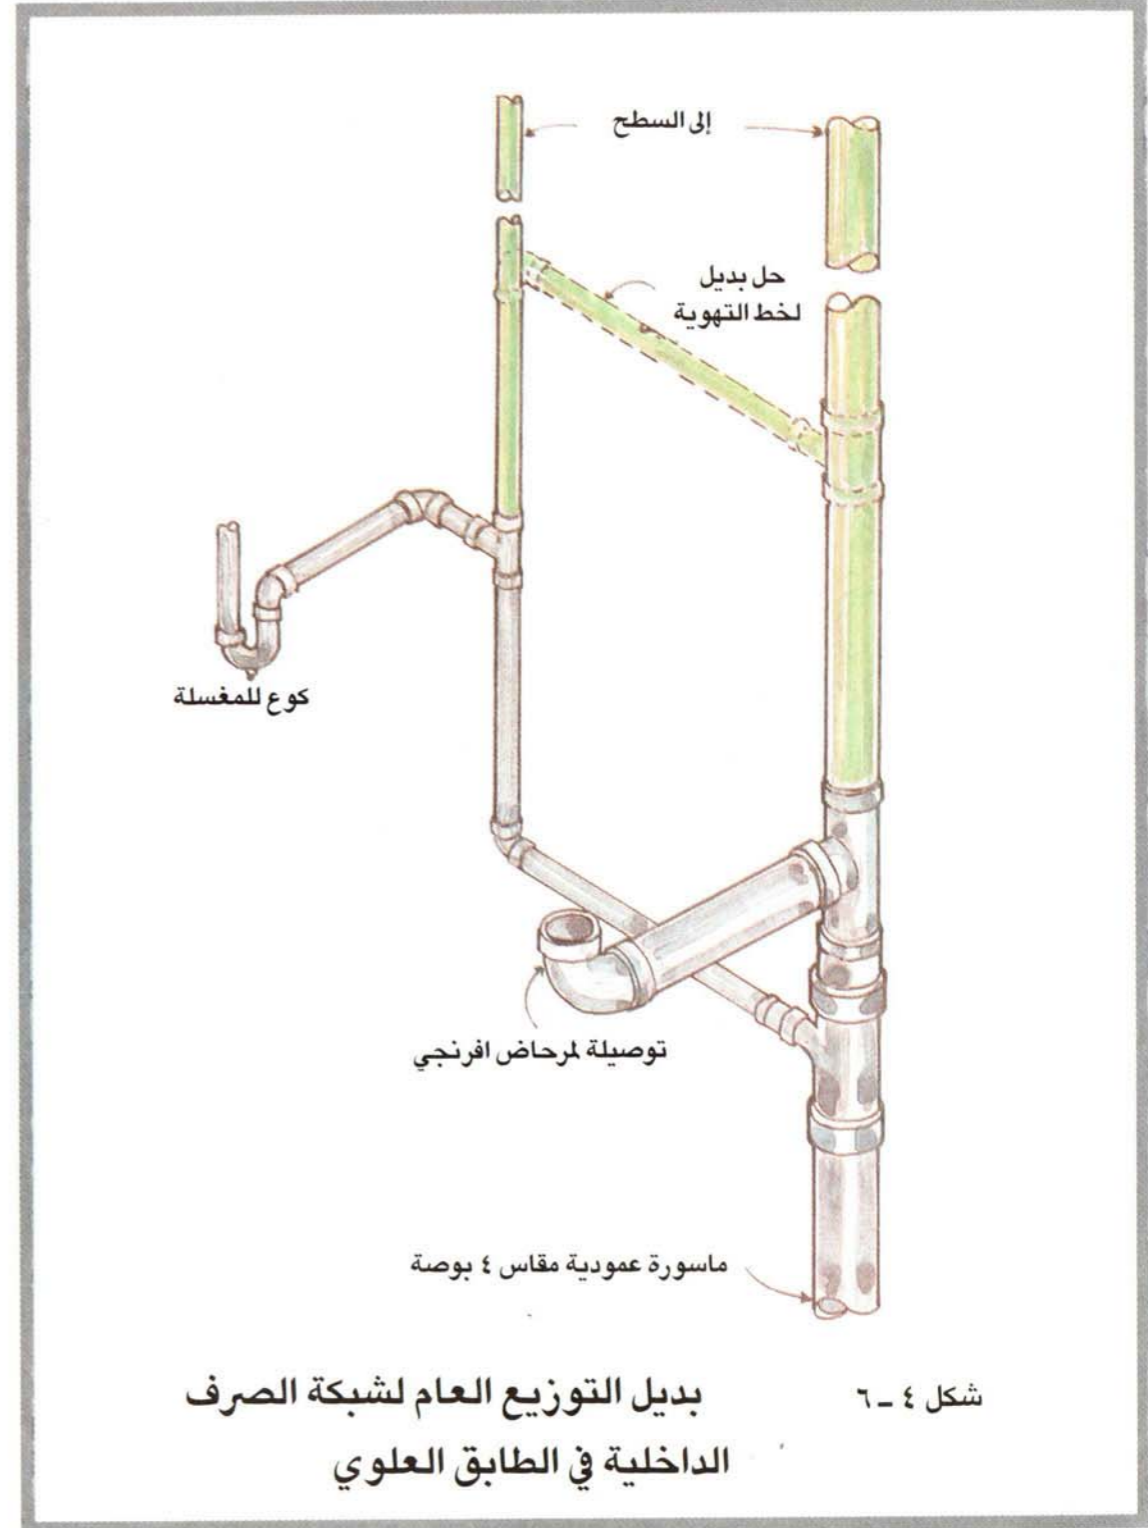 إلى السطح
حل بديل
لخط التهوية
كوع للمغسلة
توصيلة لمرحاض افرنجي
ماسورة عمودية مقاس ٤ بوصة
شكل ٤ – ٦
بديل التوزيع العام لشبكة الصرف
الداخلية في الطابق العلوي